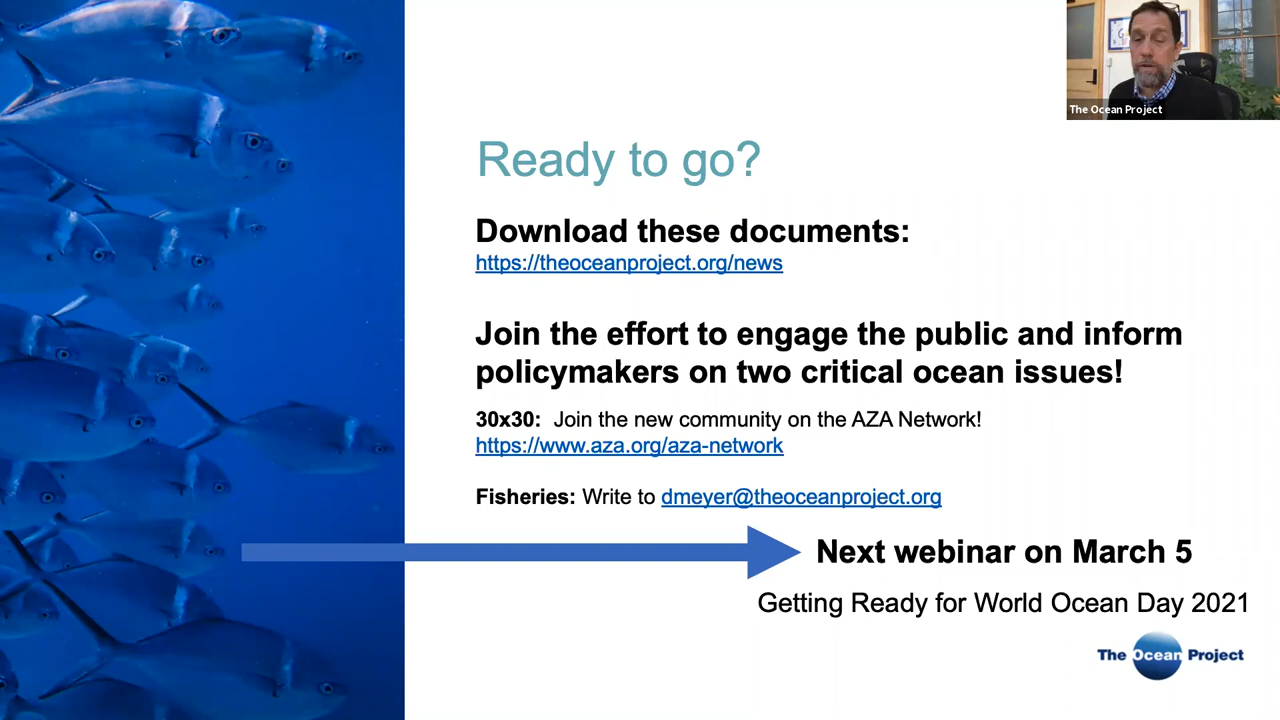 The Ocean Project
Ready to go?
Download these documents:
https://theoceanproject.org/news
Join the effort to engage the public and inform
policymakers on two critical ocean issues!
30x30: Join the new community on the AZA Network!
https://www.aza.org/aza-network
Fisheries: Write to dmeyer@theoceanproject.org
Next webinar on March 5
Getting Ready for World Ocean Day 2021
The Ocean Project